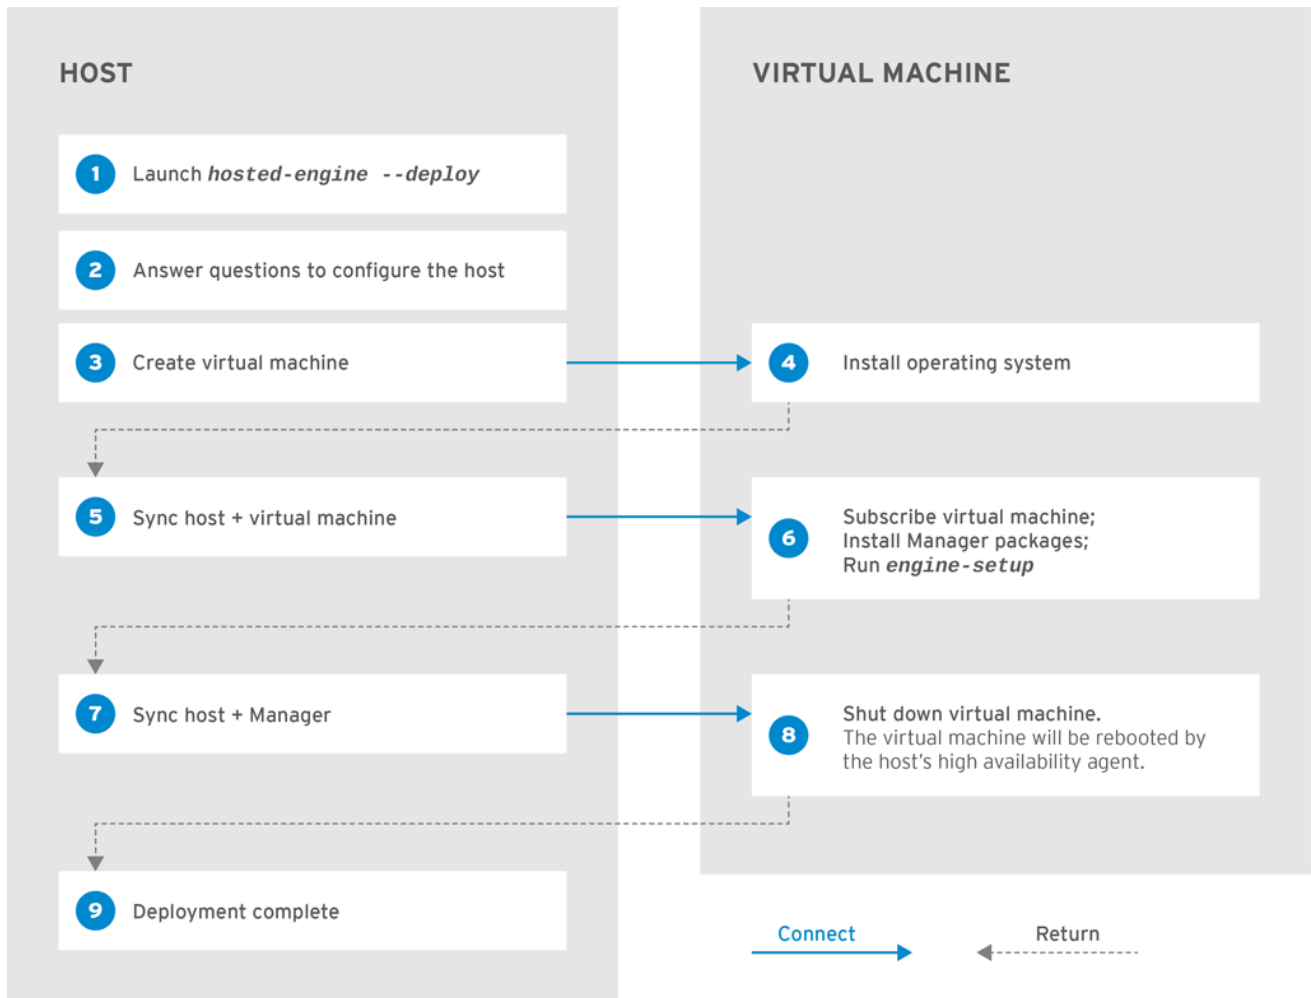 HOST
VIRTUAL MACHINE
1 Launch hosted-engine --deploy
2 Answer questions to configure the host
3 Create virtual machine
4 Install operating system
5 Sync host + virtual machine
6 Subscribe virtual machine;
Install Manager packages;
Run engine-setup
7 Sync host + Manager
8 Shut down virtual machine.
The virtual machine will be rebooted by
the host's high availability agent.
9 Deployment complete
Connect
Return